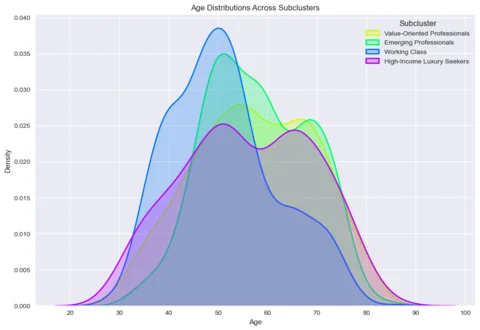 Age Distributions Across Subclusters
Subcluster
Value-Oriented Professionals
Emerging Professionals
Working Class
High-Income Luxury Seekers
0.040
0.035
0.030
0.025
0.020
0.015
0.010
0.005
0.000
Density
20 30 40 50 60 70 80 90 100
Age